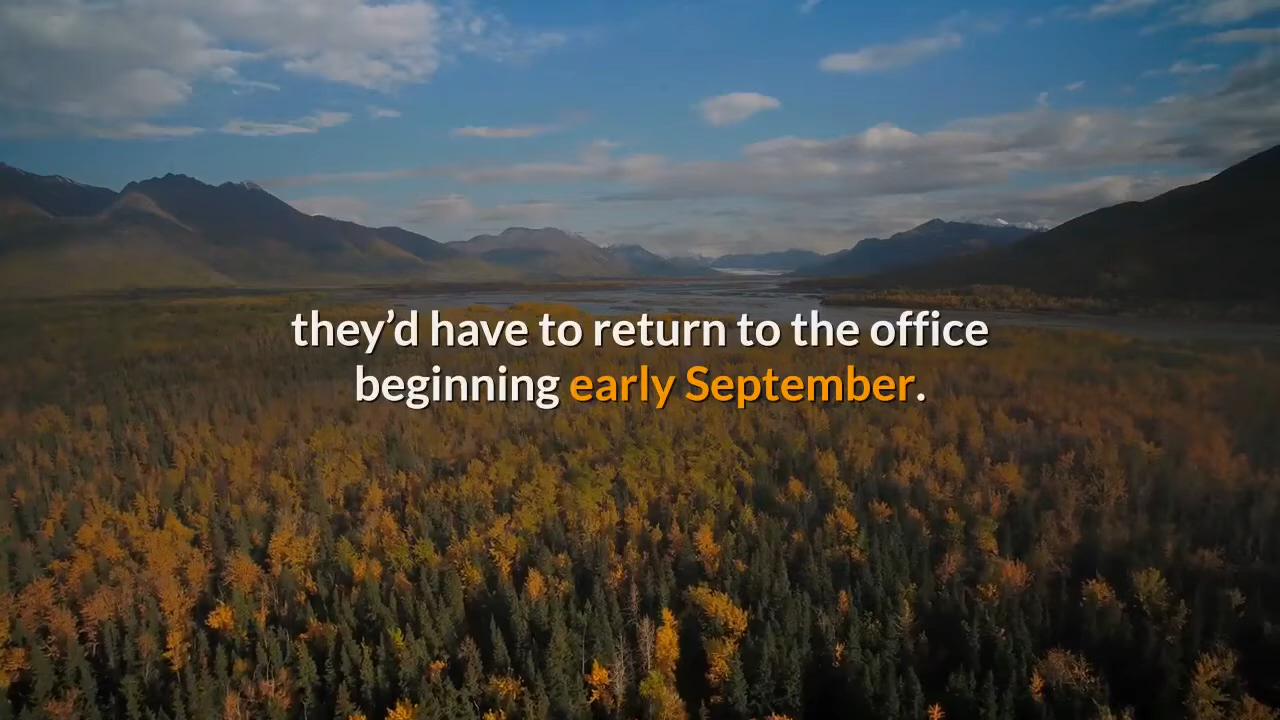 they’d have to return to the office
beginning early September.